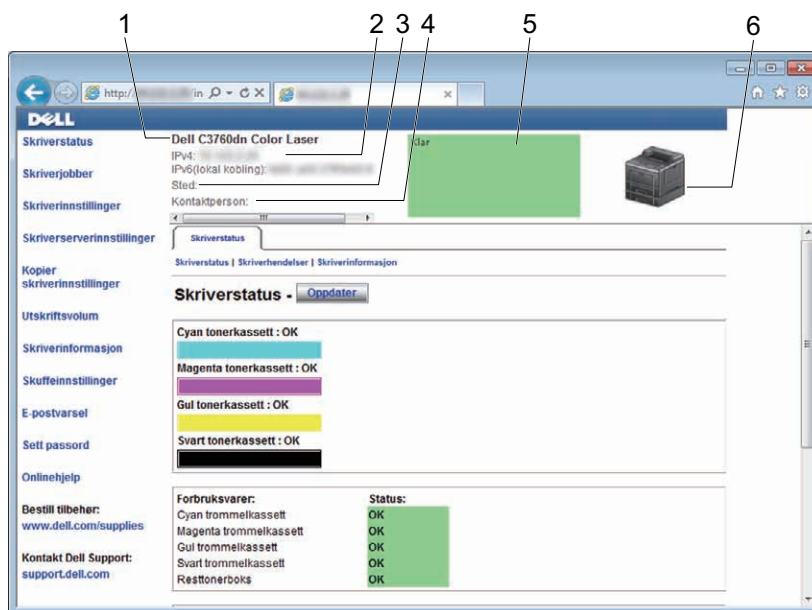 1 2 3 4 5 6
http:/ in
DELL
Skriverstatus
Skriverjobber
Skriverinnstillinger
Skriverserverinnstillinger
Kopier
skriverinnstillinger
Utskriftsvolum
Skriverinformasjon
Skuffeinnstillinger
E-postvarsel
Sett passord
Onlinehjelp
Bestill tilbehør:
www.dell.com/supplies
Kontakt Dell Support:
support.dell.com
Dell C3760dn Color Laser
IPv4:
IPv6(lokal kobling):
Sted:
Kontaktperson:
Klar
Skriverstatus
Skriverstatus | Skriverhendelser | Skriverinformasjon
Skriverstatus - Oppdater
Cyan tonerkassett : OK
Magenta tonerkassett : OK
Gul tonerkassett : OK
Svart tonerkassett : OK
Forbruksvarer: Status:
Cyan trommelkassett OK
Magenta trommelkassett OK
Gul trommelkassett OK
Svart trommelkassett OK
Resttonerboks OK